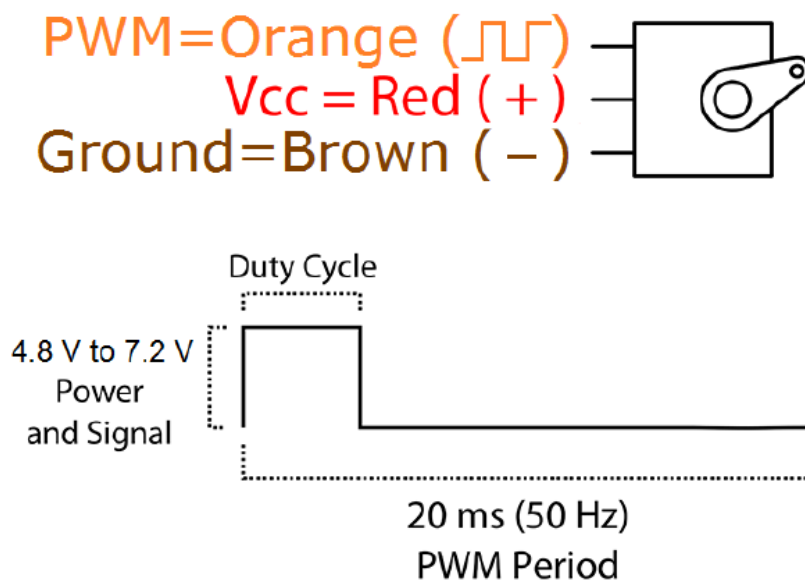 PWM=Orange (⎍⎍)
Vcc = Red ( + )
Ground=Brown ( − )
Duty Cycle
4.8 V to 7.2 V
Power
and Signal
20 ms (50 Hz)
PWM Period